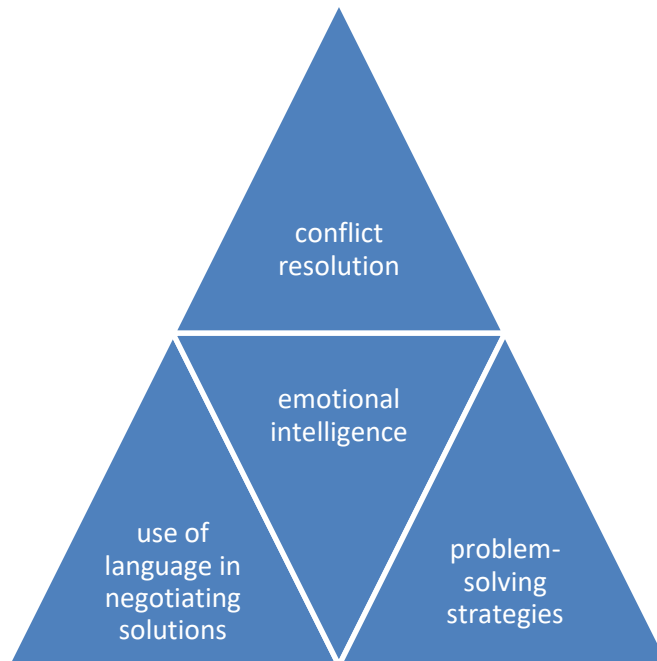 conflict
resolution
emotional
intelligence
use of
language in
negotiating
solutions
problem-
solving
strategies